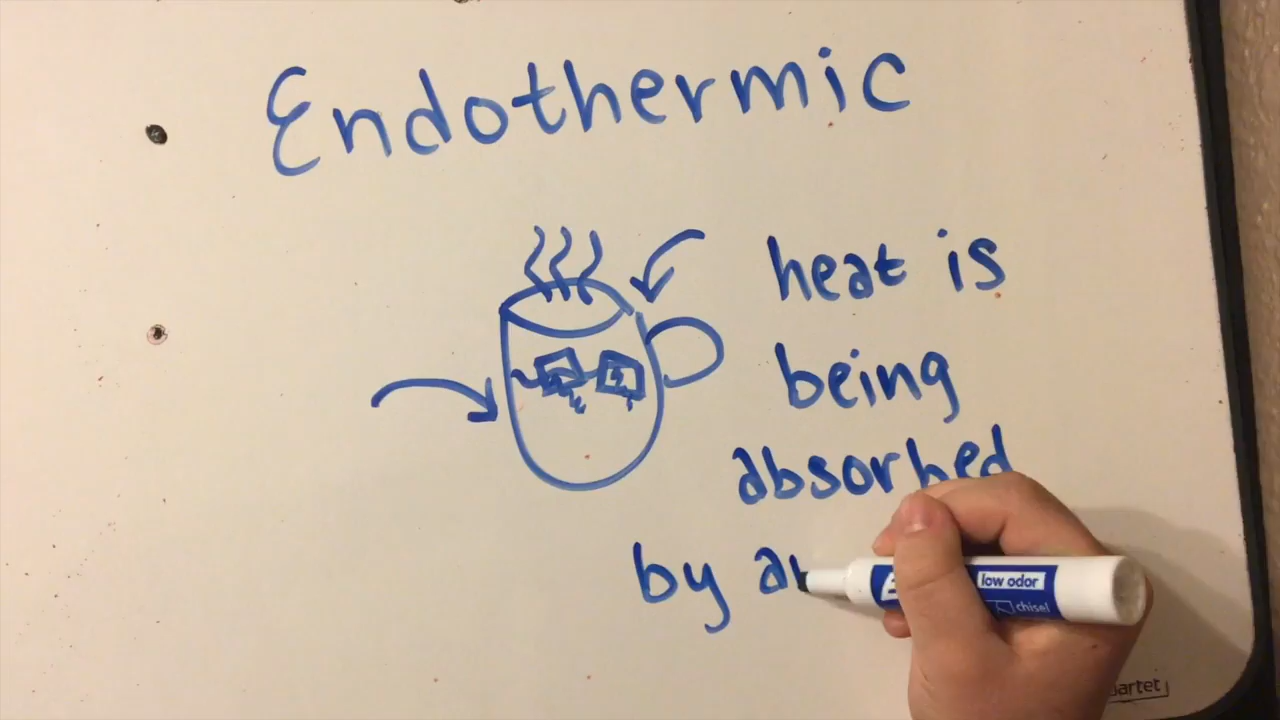 Endothermic
heat is
being
absorbed
by
low odor
chisel